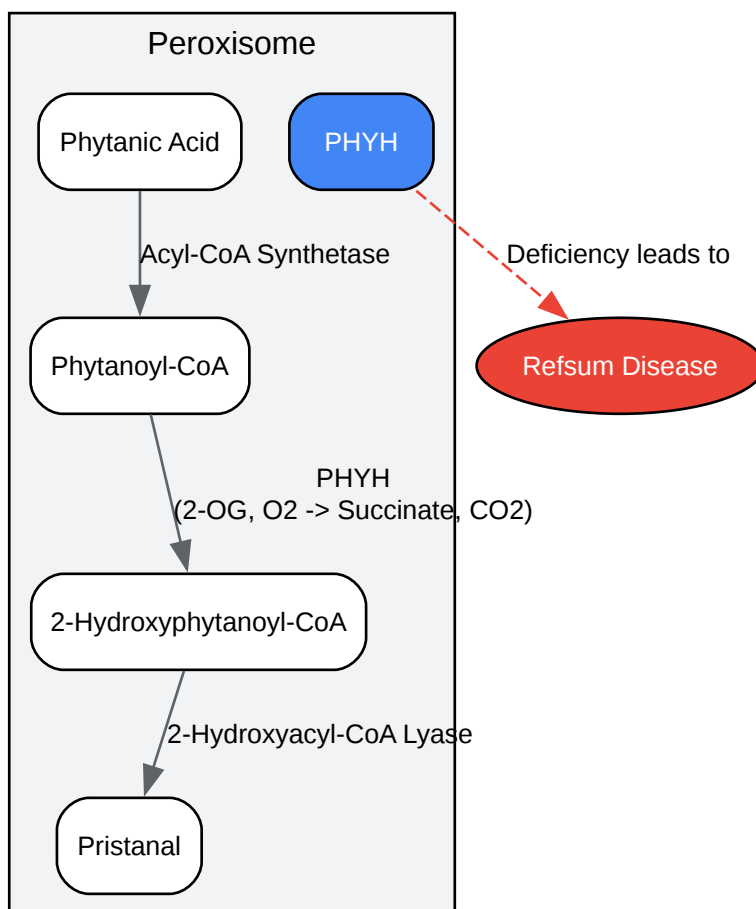 Peroxisome
Phytanic Acid
PHYH
Acyl-CoA Synthetase
Deficiency leads to
Phytanoyl-CoA
Refsum Disease
PHYH
(2-OG, O2 -> Succinate, CO2)
2-Hydroxyphytanoyl-CoA
2-Hydroxyacyl-CoA Lyase
Pristanal